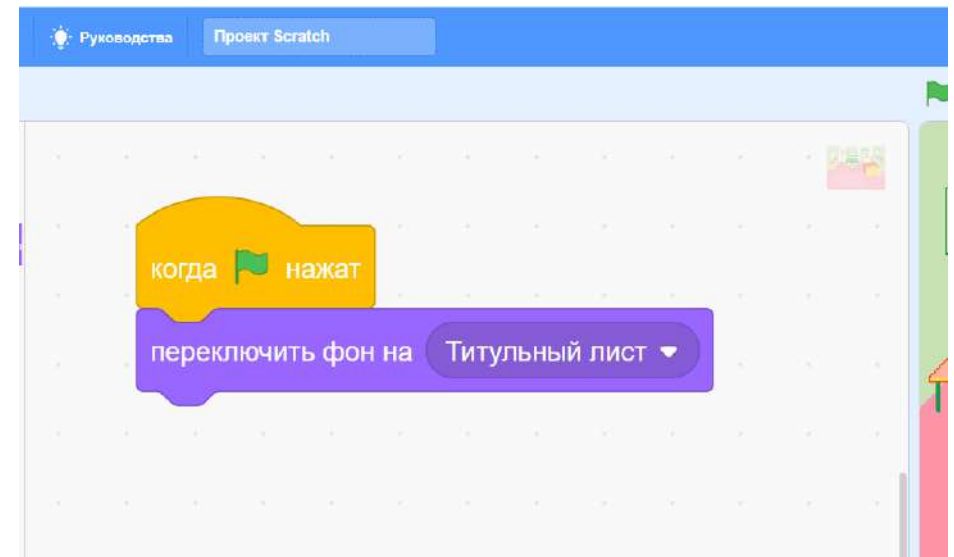 Руководства
Проект Scratch
когда нажат
переключить фон на Титульный лист